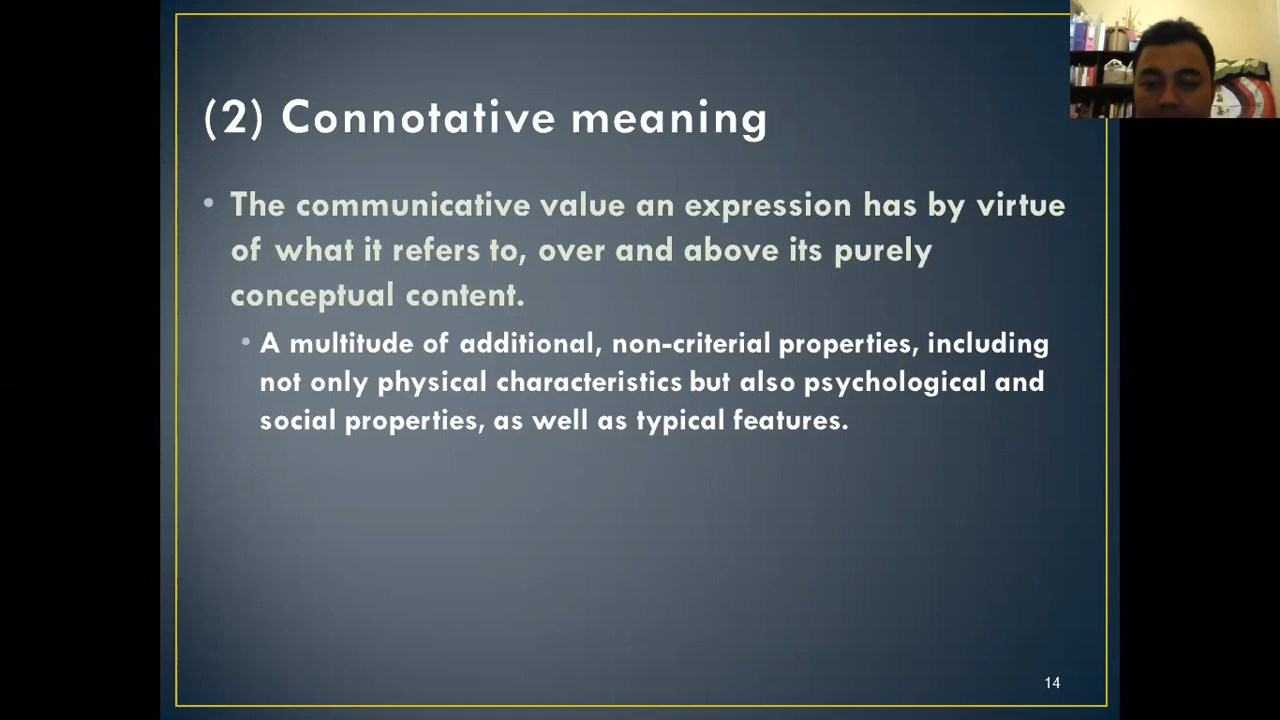 (2) Connotative meaning
• The communicative value an expression has by virtue
of what it refers to, over and above its purely
conceptual content.
• A multitude of additional, non-criterial properties, including
not only physical characteristics but also psychological and
social properties, as well as typical features.
14